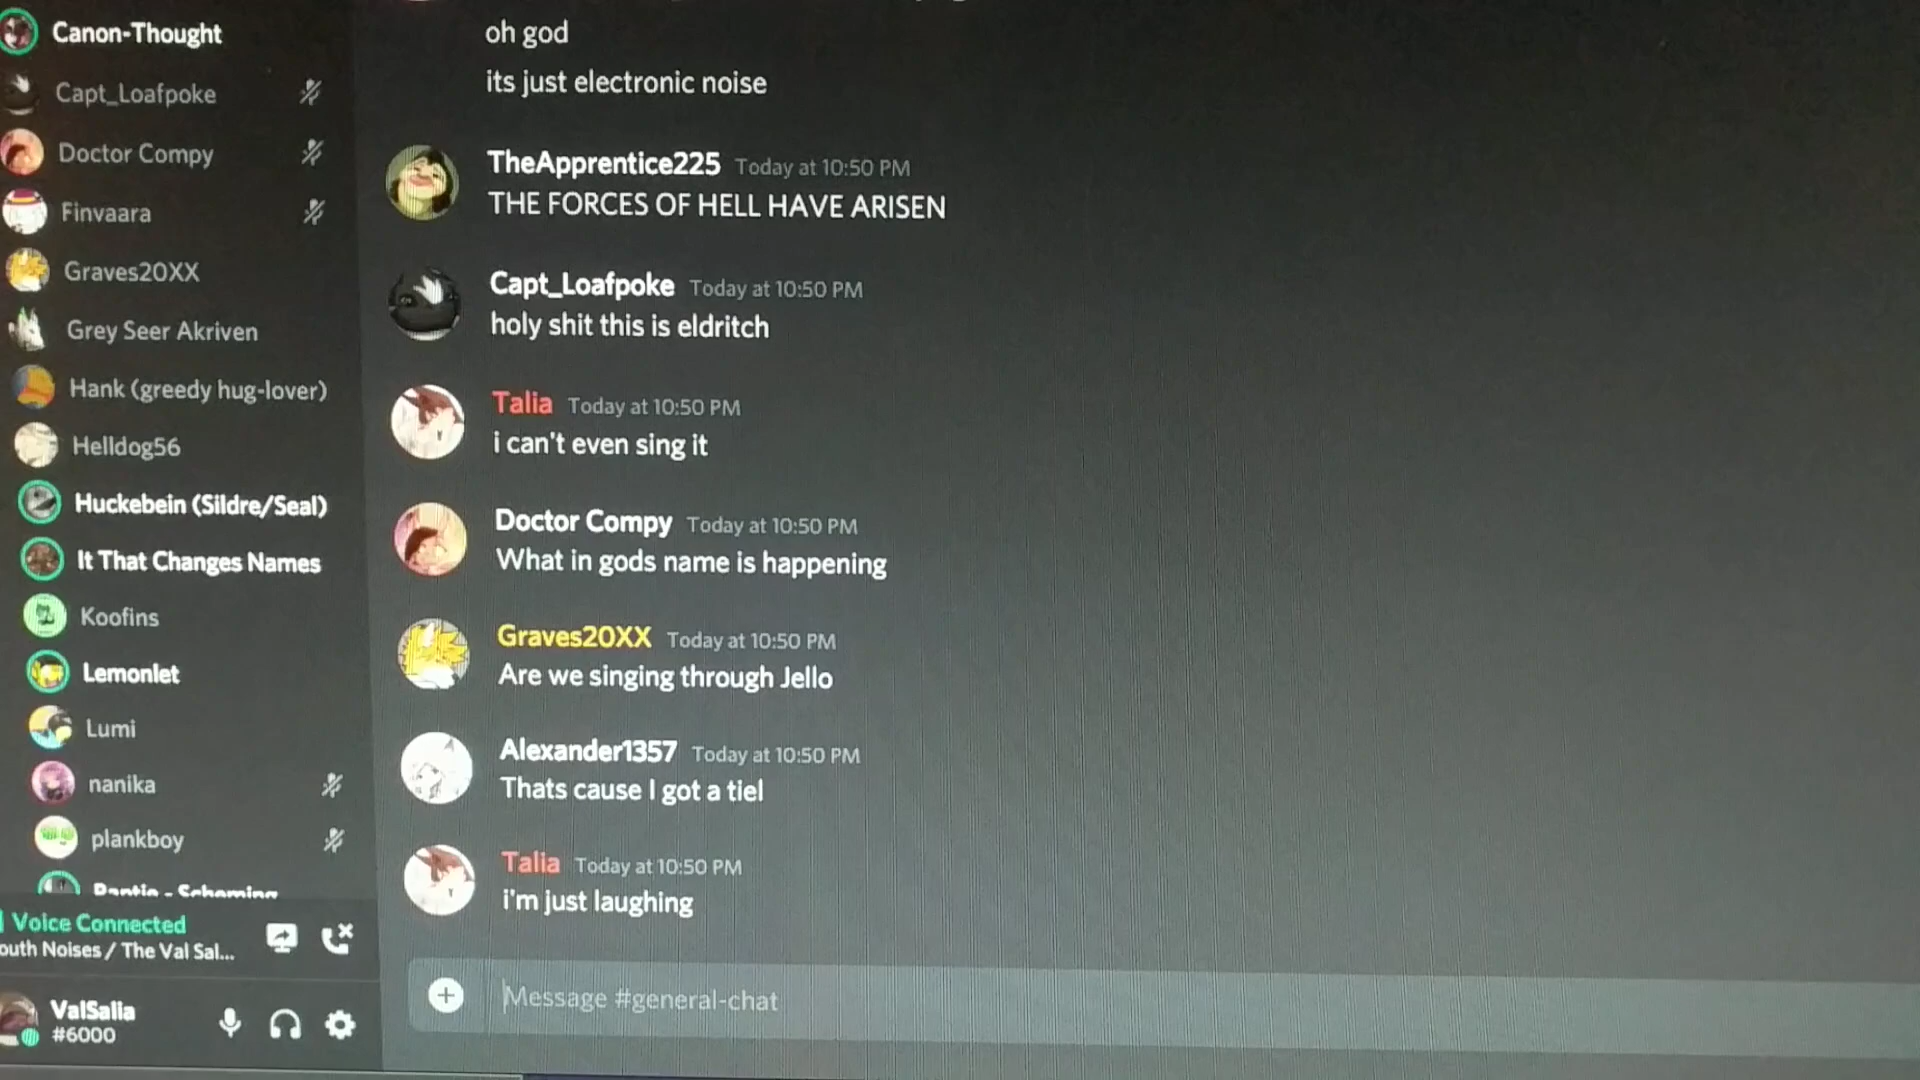 Canon-Thought
Capt_Loafpoke
Doctor Compy
Finvaara
Graves20XX
Grey Seer Akriven
Hank (greedy hug-lover)
Helldog56
Huckebein (Sildre/Seal)
It That Changes Names
Koofins
Lemonlet
Lumi
nanika
plankboy
Voice Connected
outh Noises / The Val Sal...
ValSalia
#6000
oh god
its just electronic noise
TheApprentice225 Today at 10:50 PM
THE FORCES OF HELL HAVE ARISEN
Capt_Loafpoke Today at 10:50 PM
holy shit this is eldritch
Talia Today at 10:50 PM
i can't even sing it
Doctor Compy Today at 10:50 PM
What in gods name is happening
Graves20XX Today at 10:50 PM
Are we singing through Jello
Alexander1357 Today at 10:50 PM
Thats cause I got a tiel
Talia Today at 10:50 PM
i'm just laughing
Message #general-chat